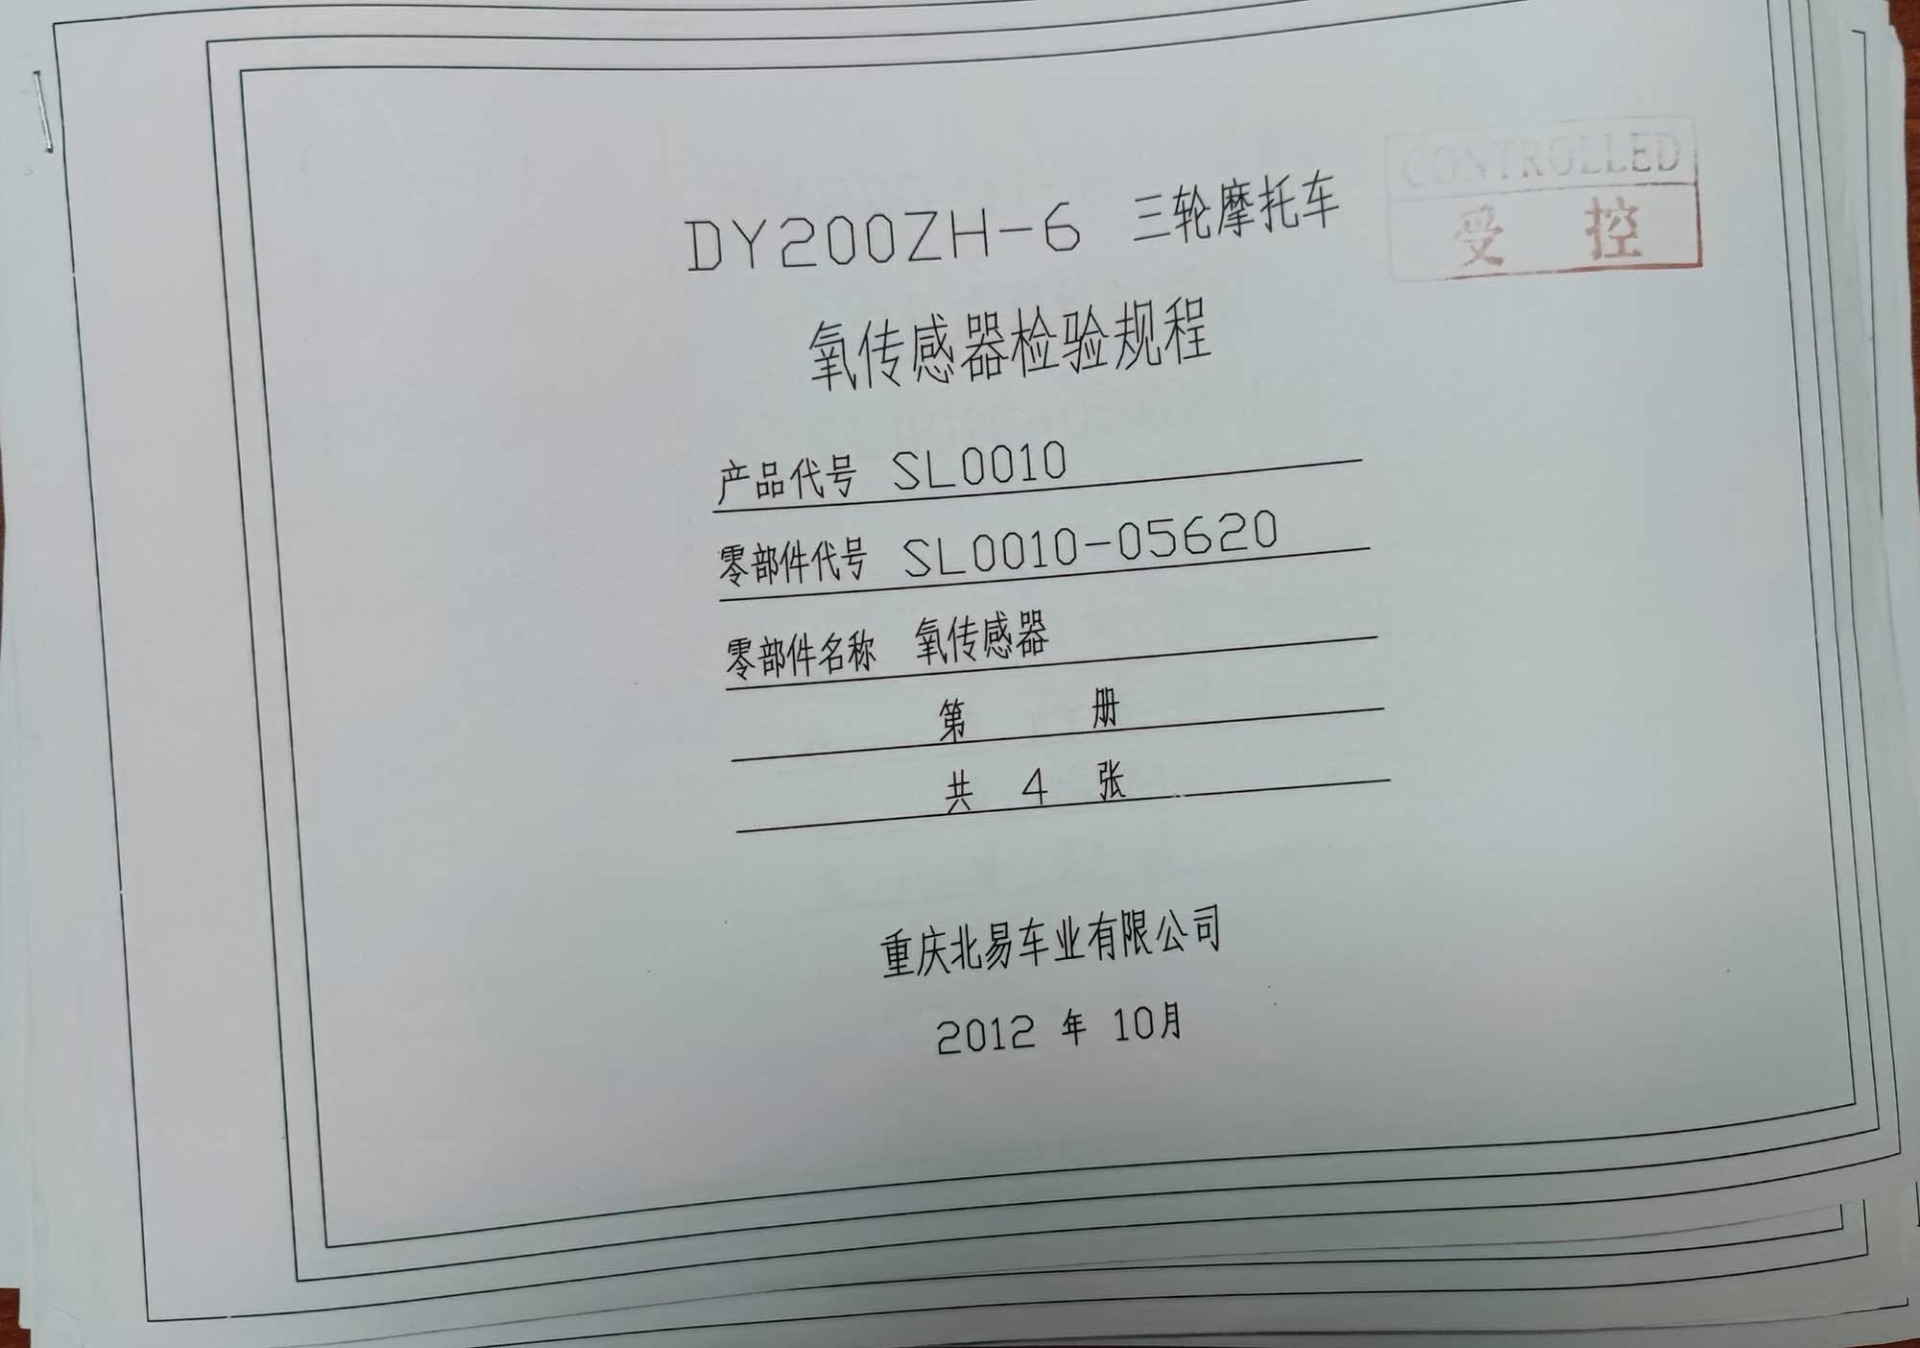 CONTROLLED
受 控
DY200ZH-6 三轮摩托车
氧传感器检验规程
产品代号 SL0010
零部件代号 SL0010-05620
零部件名称 氧传感器
第 册
共 4 张
重庆北易车业有限公司
2012 年 10月